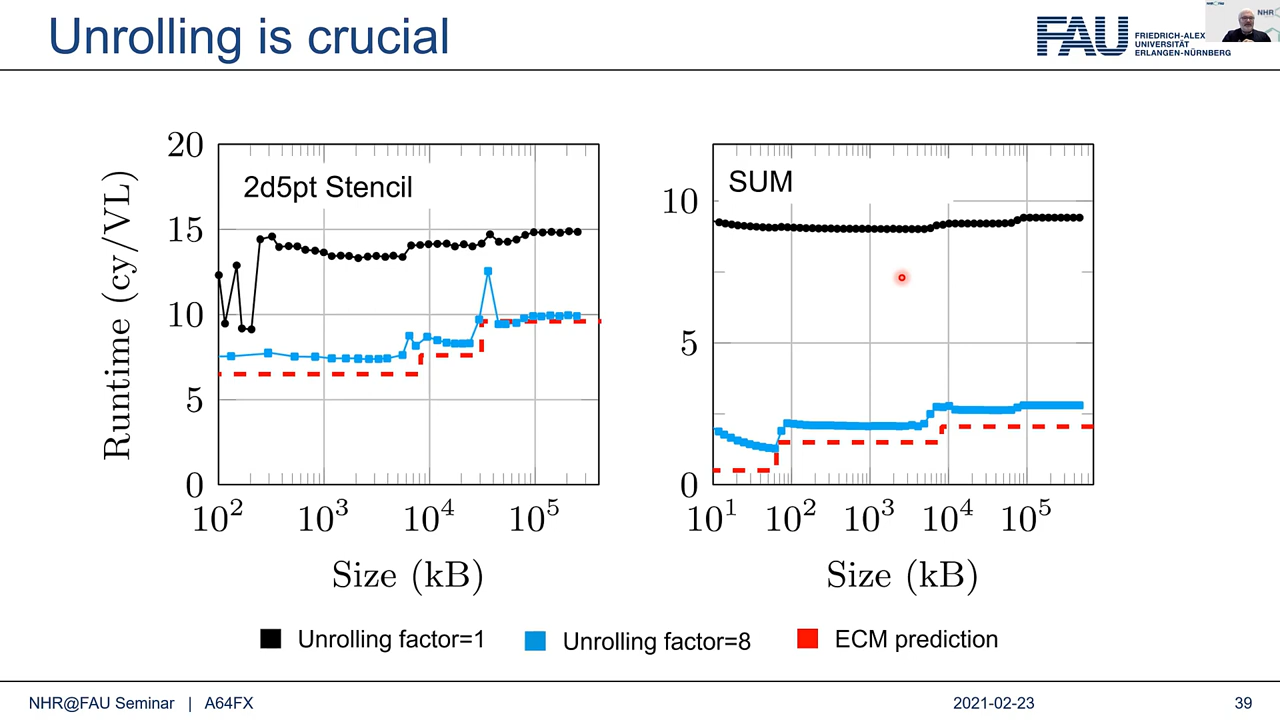 Unrolling is crucial
FAU
FRIEDRICH-ALEX
UNIVERSITÄT
ERLANGEN-NÜRNBERG
NHR
20
15
10
5
0
Runtime (cy/VL)
2d5pt Stencil
10²
10³
10⁴
10⁵
Size (kB)
10
5
0
SUM
10¹
10²
10³
10⁴
10⁵
Size (kB)
Unrolling factor=1
Unrolling factor=8
ECM prediction
NHR@FAU Seminar | A64FX
2021-02-23
39